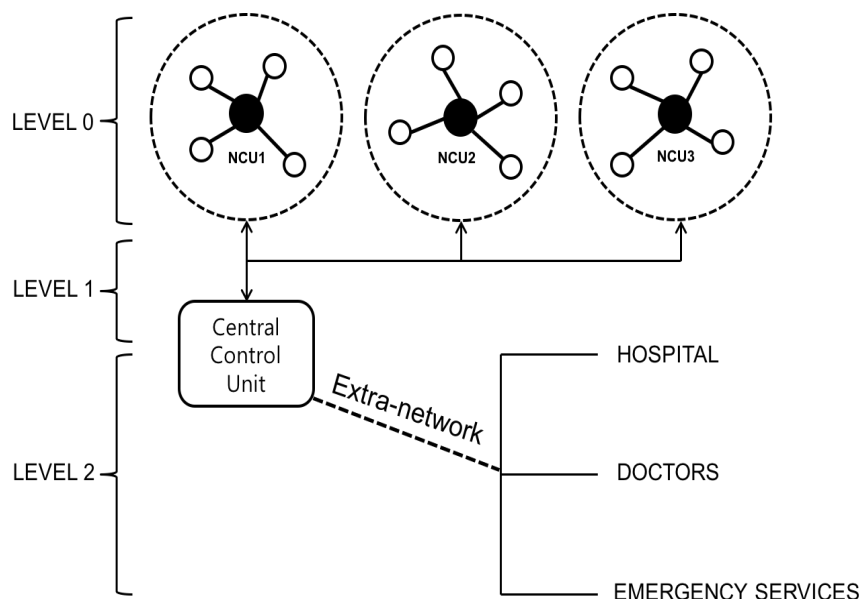 LEVEL 0
NCU1
NCU2
NCU3
LEVEL 1
Central
Control
Unit
Extra-network
HOSPITAL
LEVEL 2
DOCTORS
EMERGENCY SERVICES